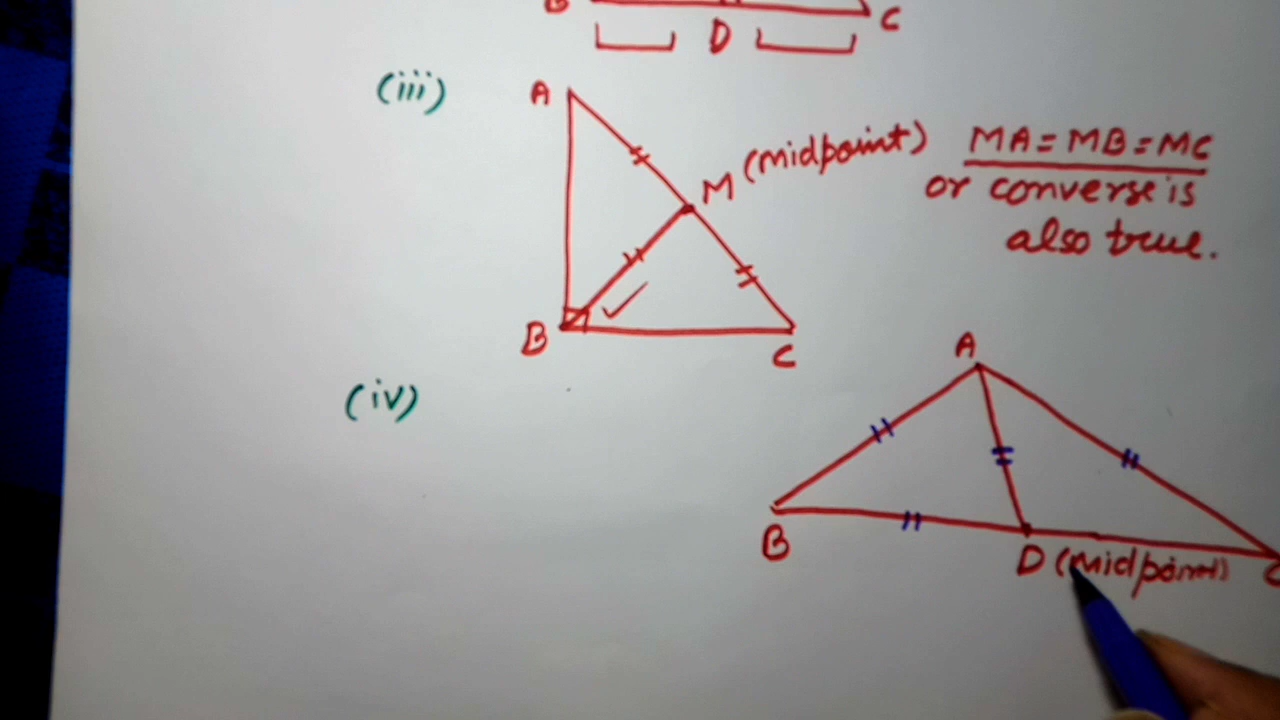 B C
D
(iii)
A
M (midpoint)
MA = MB = MC
or converse is
also true.
B
C
(iv)
A
B
D (midpoint)
C